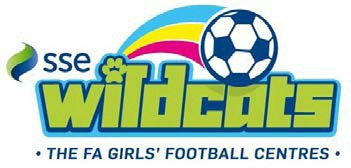 sse
wildcats
• THE FA GIRLS' FOOTBALL CENTRES •